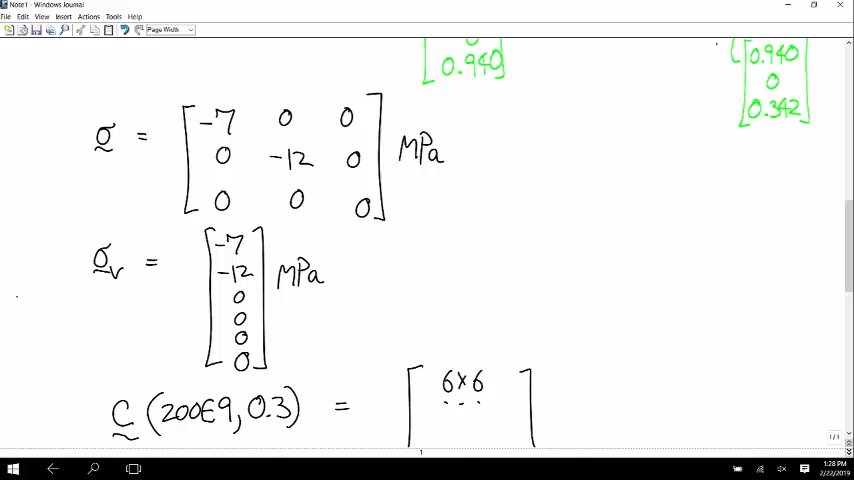 Note1 - Windows Journal
File Edit View Insert Actions Tools Help
Page Width
0.940
0.940
0
0.342
σ = [ -7 0 0
0 -12 0
0 0 0 ] MPa
σv = [ -7
-12
0
0
0
0 ] MPa
C (200E9, 0.3) = [ 6×6
... ]
1/1
1
1:28 PM
2/22/2019